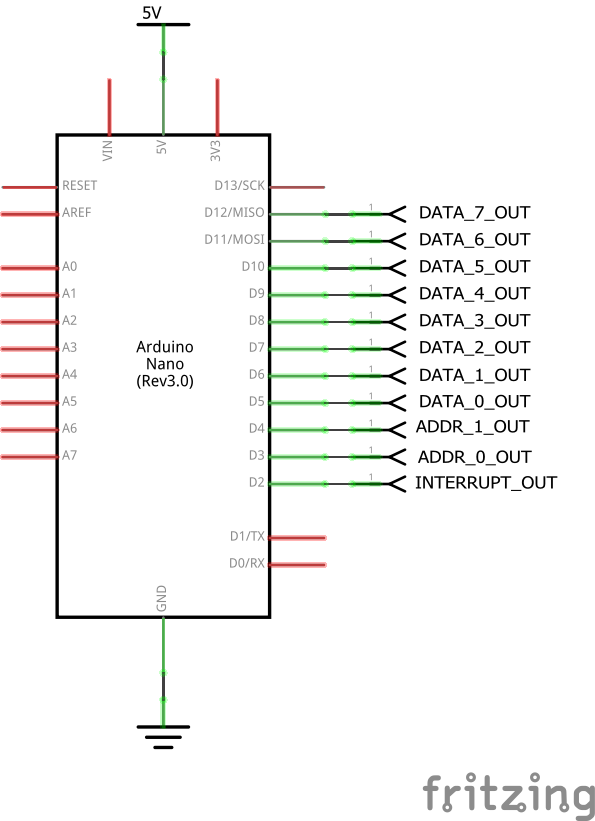 5V
VIN
5V
3V3
RESET
D13/SCK
AREF
D12/MISO
1
DATA_7_OUT
D11/MOSI
1
DATA_6_OUT
A0
D10
1
DATA_5_OUT
A1
D9
1
DATA_4_OUT
A2
D8
1
DATA_3_OUT
A3
Arduino
Nano
(Rev3.0)
D7
1
DATA_2_OUT
A4
D6
1
DATA_1_OUT
A5
D5
1
DATA_0_OUT
A6
D4
1
ADDR_1_OUT
A7
D3
1
ADDR_0_OUT
D2
1
INTERRUPT_OUT
D1/TX
D0/RX
GND
fritzing